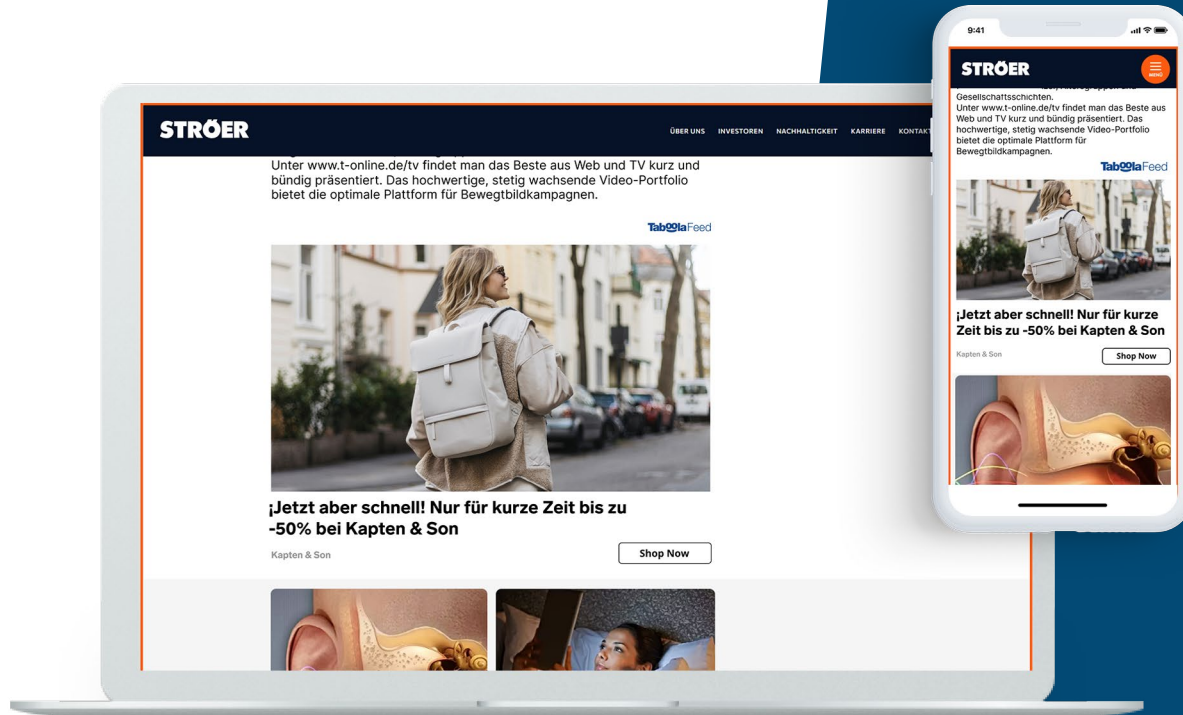 STRÖER
ÜBER UNS INVESTOREN NACHHALTIGKEIT KARRIERE KONTAKT
Unter www.t-online.de/tv findet man das Beste aus Web und TV kurz und
bündig präsentiert. Das hochwertige, stetig wachsende Video-Portfolio
bietet die optimale Plattform für Bewegtbildkampagnen.
Taboola Feed
¡Jetzt aber schnell! Nur für kurze Zeit bis zu
-50% bei Kapten & Son
Kapten & Son
Shop Now
9:41
STRÖER
MENÜ
Gesellschaftsschichten.
Unter www.t-online.de/tv findet man das Beste aus
Web und TV kurz und bündig präsentiert. Das
hochwertige, stetig wachsende Video-Portfolio
bietet die optimale Plattform für
Bewegtbildkampagnen.
Taboola Feed
¡Jetzt aber schnell! Nur für kurze
Zeit bis zu -50% bei Kapten & Son
Kapten & Son
Shop Now